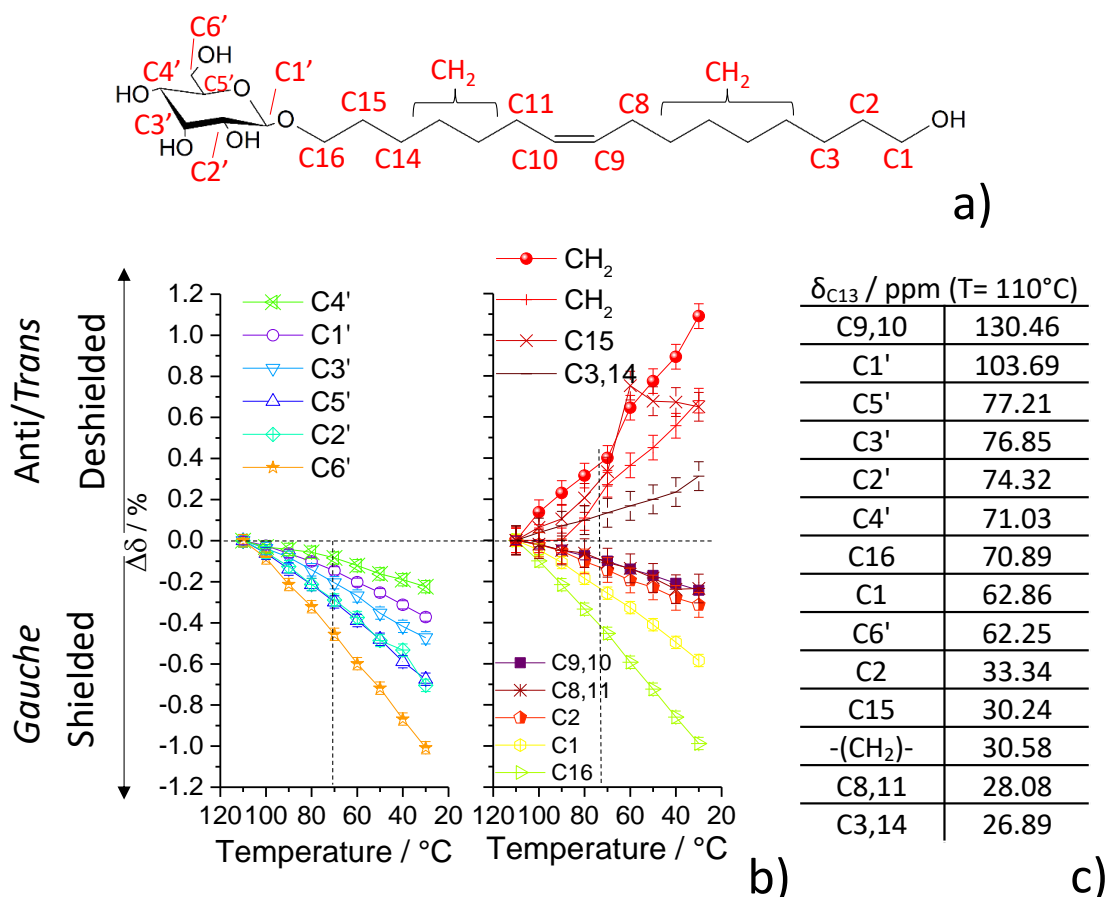 C6’
OH
C4’
C5’
O
C1’
HO
C3’
HO
OH
C2’
O
C16
C15
C14
CH2
C11
C10
C9
C8
CH2
C3
C2
C1
OH
a)
Anti/Trans
Deshielded
Gauche
Shielded
Δδ / %
1.2
1.0
0.8
0.6
0.4
0.2
0.0
-0.2
-0.4
-0.6
-0.8
-1.0
-1.2
C4'
C1'
C3'
C5'
C2'
C6'
120 100 80 60 40 20
Temperature / °C
CH2
CH2
C15
C3,14
C9,10
C8,11
C2
C1
C16
120 100 80 60 40 20
Temperature / °C
b)
δC13 / ppm (T= 110°C)
C9,10 130.46
C1' 103.69
C5' 77.21
C3' 76.85
C2' 74.32
C4' 71.03
C16 70.89
C1 62.86
C6' 62.25
C2 33.34
C15 30.24
-(CH2)- 30.58
C8,11 28.08
C3,14 26.89
c)